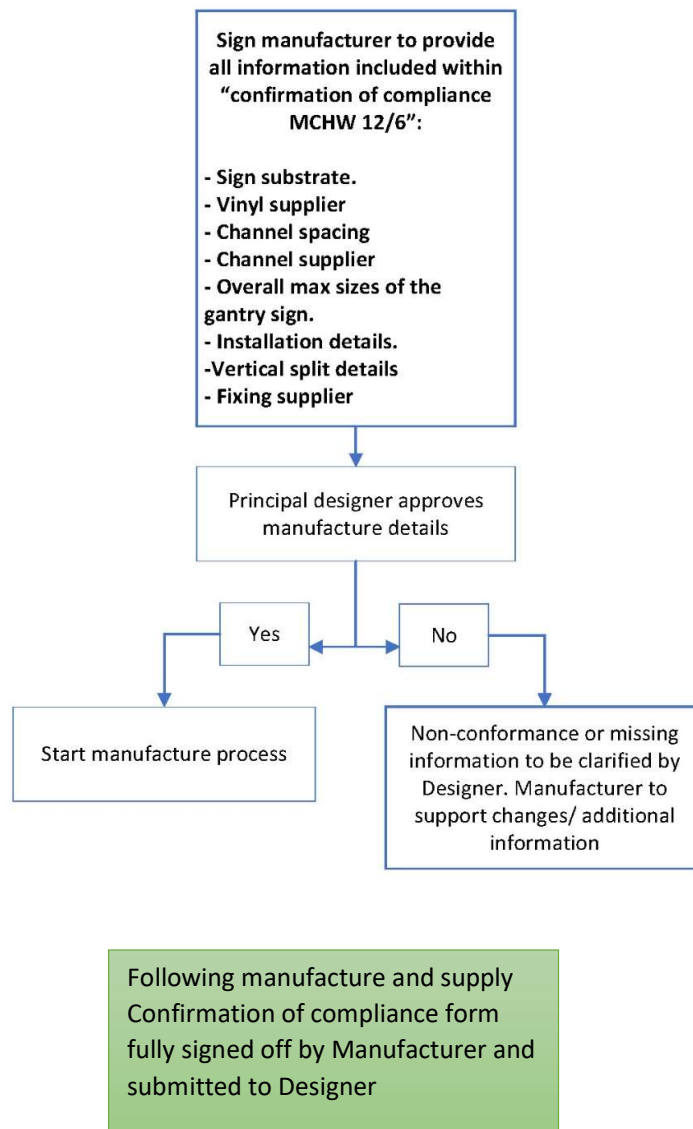 Sign manufacturer to provide
all information included within
“confirmation of compliance
MCHW 12/6”:
- Sign substrate.
- Vinyl supplier
- Channel spacing
- Channel supplier
- Overall max sizes of the
gantry sign.
- Installation details.
-Vertical split details
- Fixing supplier
Principal designer approves
manufacture details
Yes
No
Start manufacture process
Non-conformance or missing
information to be clarified by
Designer. Manufacturer to
support changes/ additional
information
Following manufacture and supply
Confirmation of compliance form
fully signed off by Manufacturer and
submitted to Designer